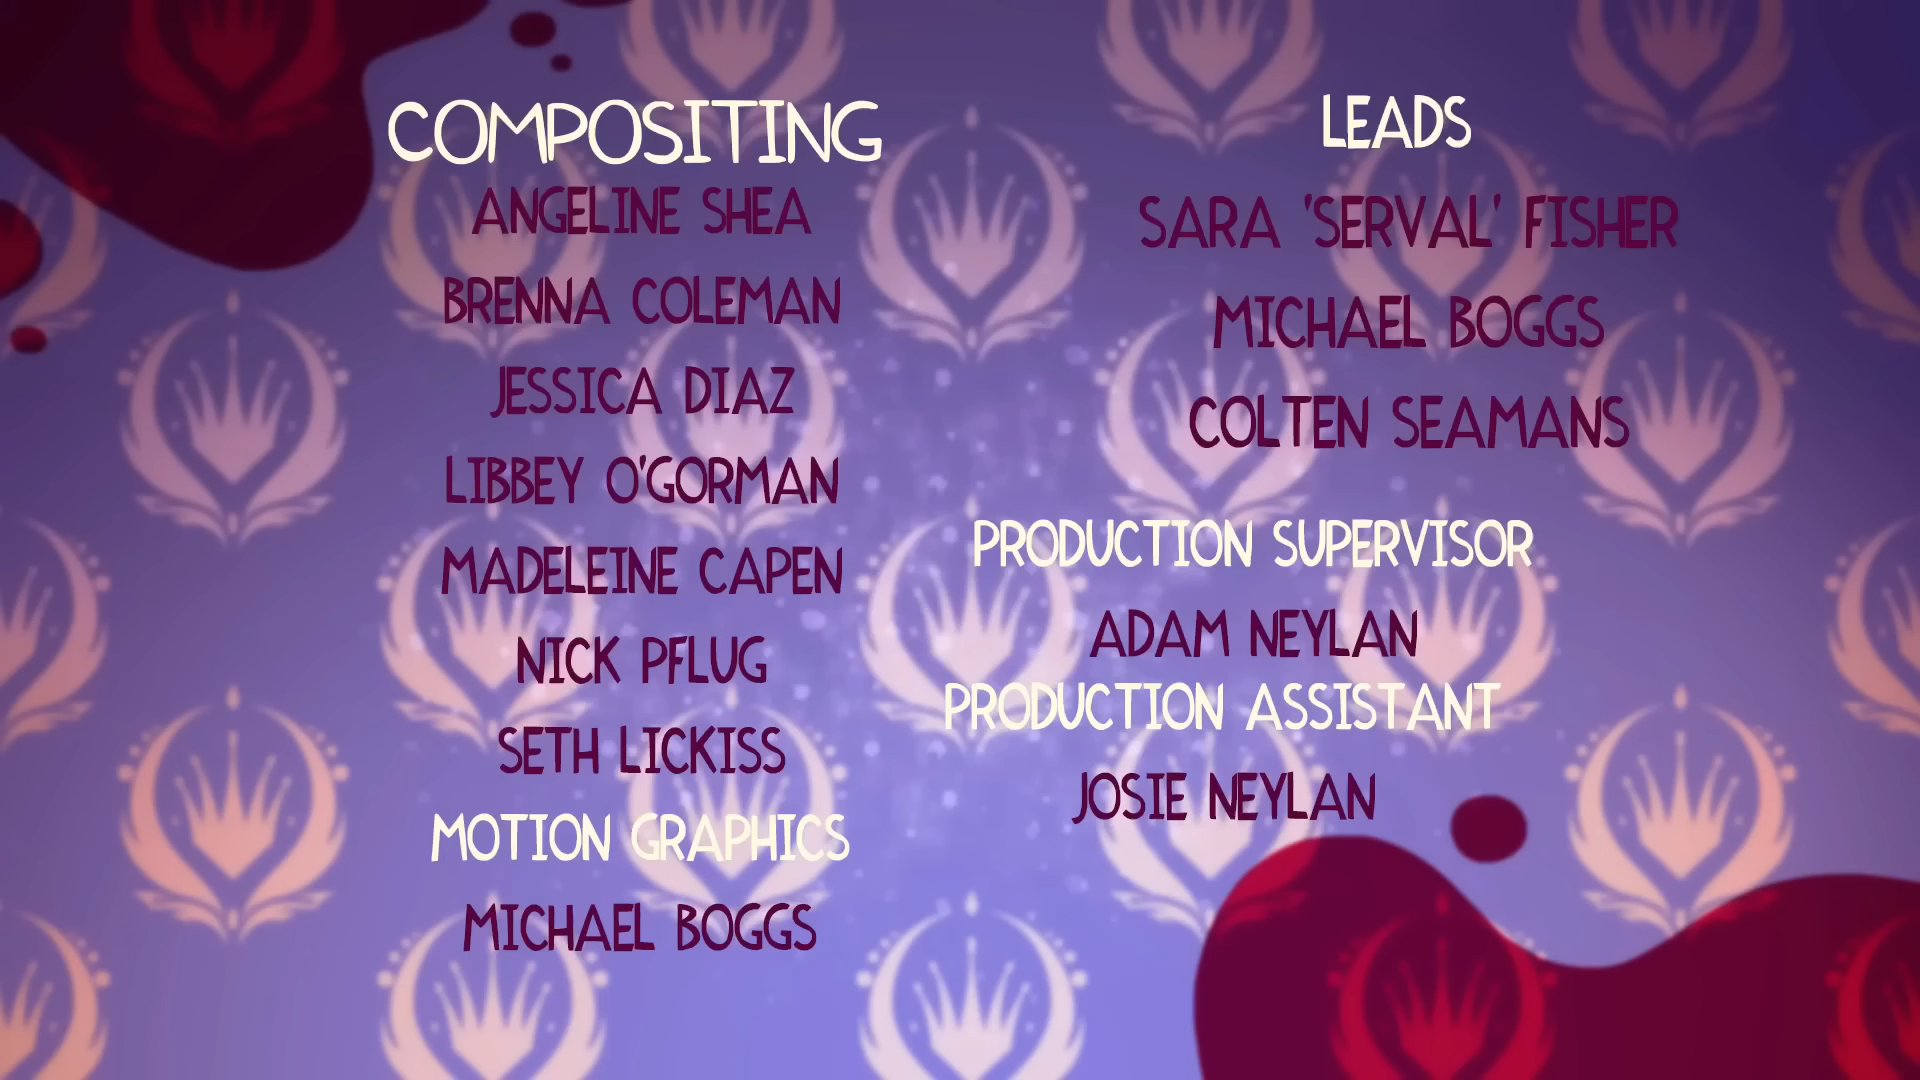 COMPOSITING
ANGELINE SHEA
BRENNA COLEMAN
JESSICA DIAZ
LIBBEY O'GORMAN
MADELEINE CAPEN
NICK PFLUG
SETH LICKISS
MOTION GRAPHICS
MICHAEL BOGGS
LEADS
SARA 'SERVAL' FISHER
MICHAEL BOGGS
COLTEN SEAMANS
PRODUCTION SUPERVISOR
ADAM NEYLAN
PRODUCTION ASSISTANT
JOSIE NEYLAN